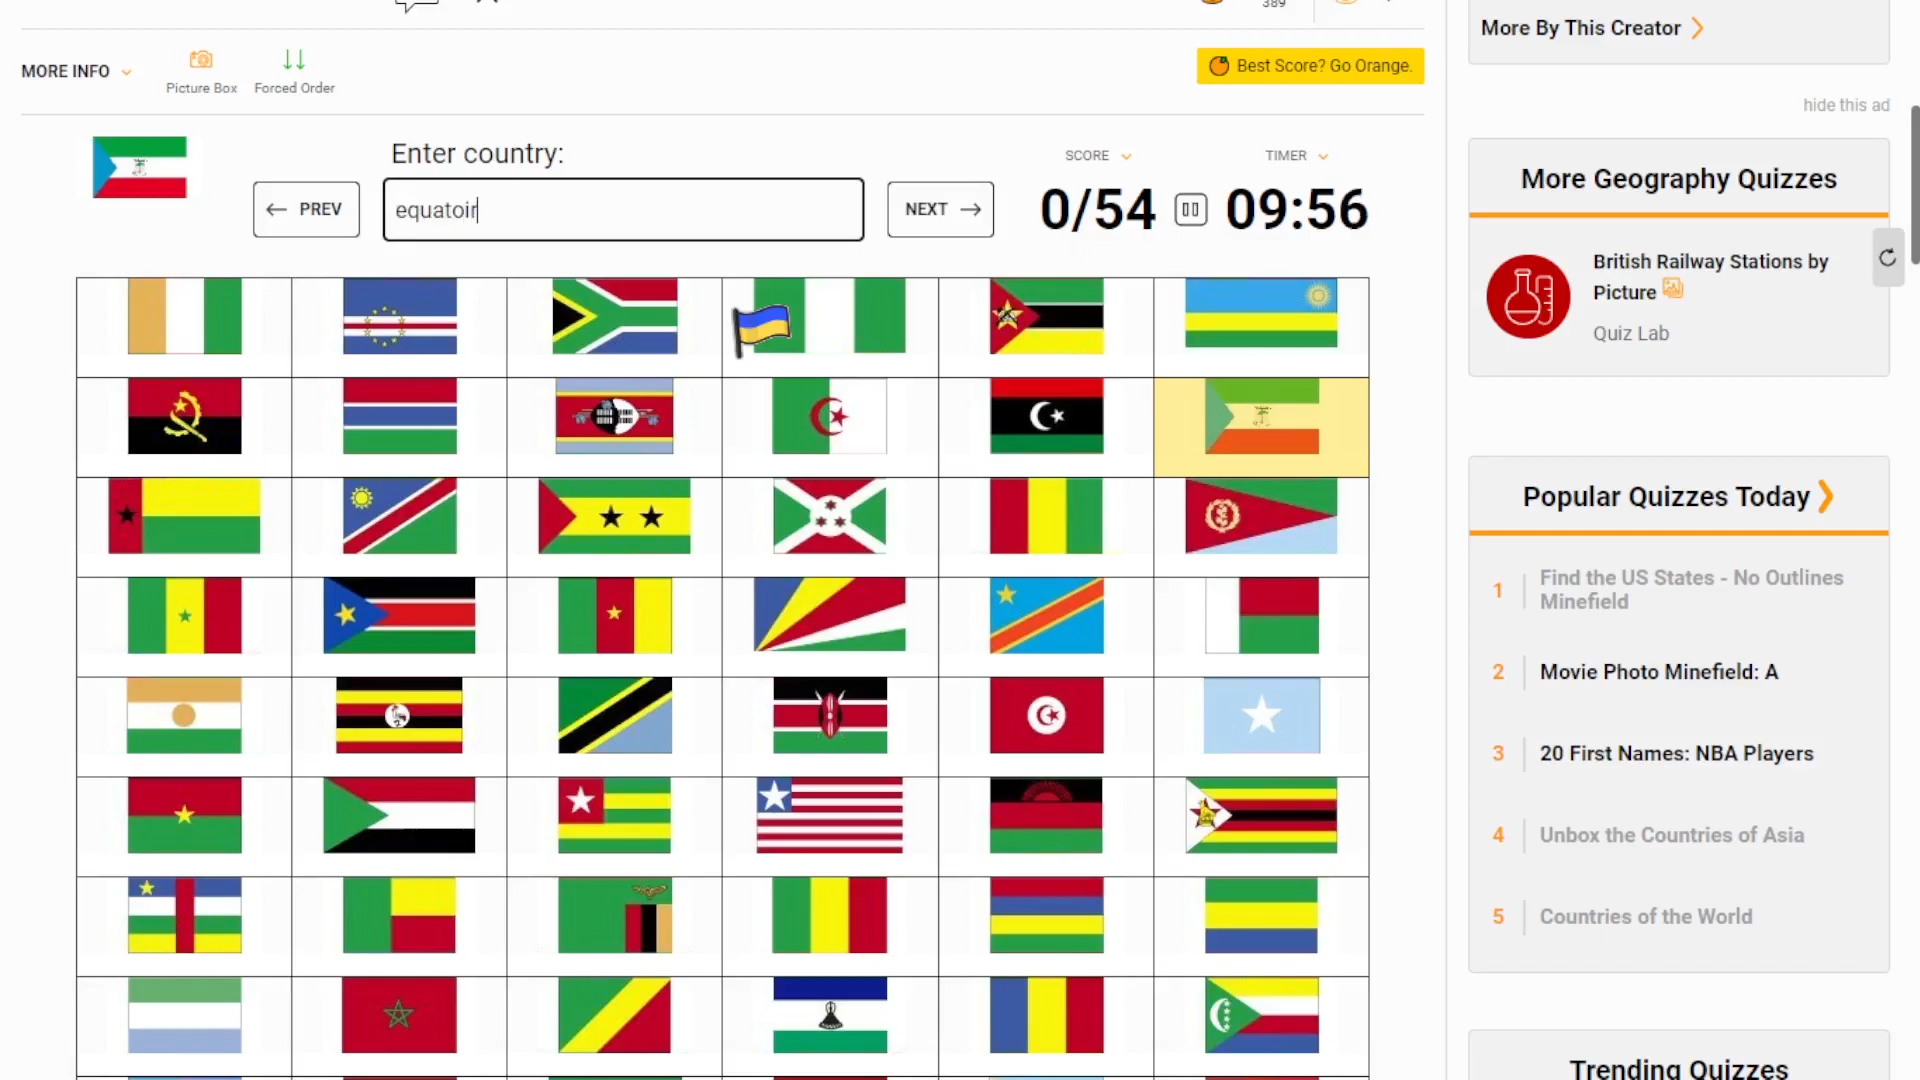 389
More By This Creator
MORE INFO
Picture Box
Forced Order
Best Score? Go Orange.
hide this ad
Enter country:
SCORE
TIMER
PREV
equatoir
NEXT
0/54
09:56
More Geography Quizzes
British Railway Stations by
Picture
Quiz Lab
Popular Quizzes Today
1 Find the US States - No Outlines
Minefield
2 Movie Photo Minefield: A
3 20 First Names: NBA Players
4 Unbox the Countries of Asia
5 Countries of the World
Trending Quizzes